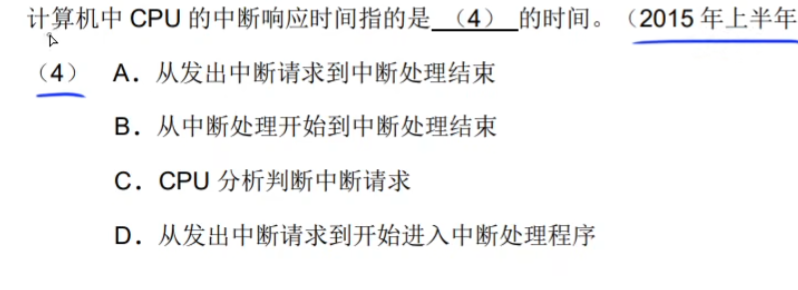 计算机中 CPU 的中断响应时间指的是 （4） 的时间。（2015 年上半年
（4） A．从发出中断请求到中断处理结束
B．从中断处理开始到中断处理结束
C．CPU 分析判断中断请求
D．从发出中断请求到开始进入中断处理程序